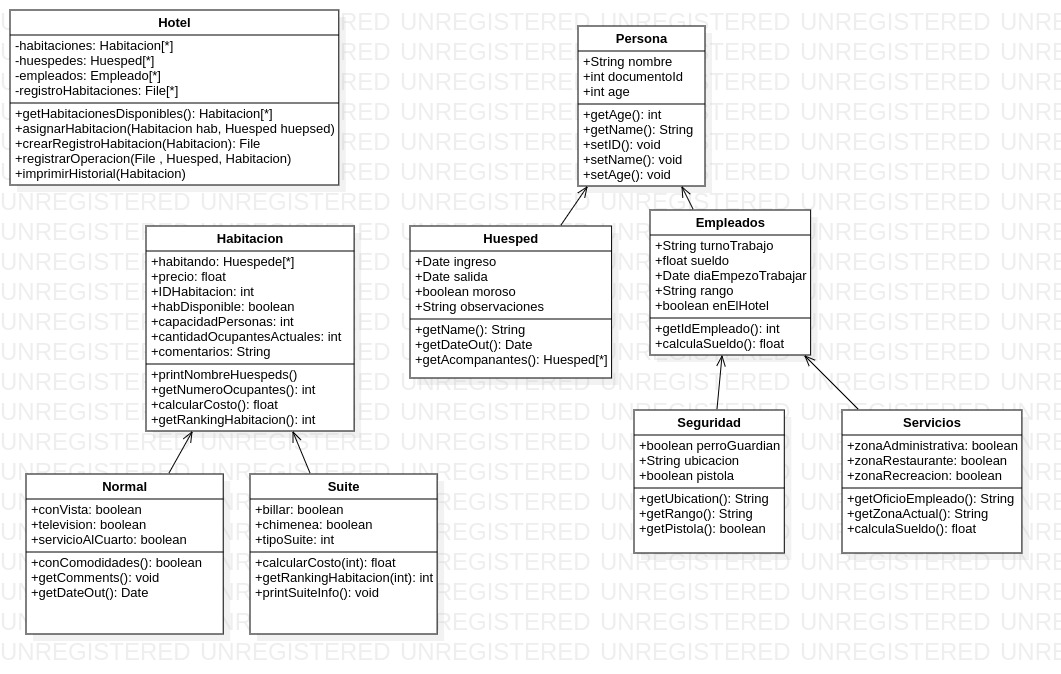 Hotel
-habitaciones: Habitacion[*]
-huespedes: Huesped[*]
-empleados: Empleado[*]
-registroHabitaciones: File[*]
+getHabitacionesDisponibles(): Habitacion[*]
+asignarHabitacion(Habitacion hab, Huesped huepsed)
+crearRegistroHabitacion(Habitacion): File
+registrarOperacion(File , Huesped, Habitacion)
+imprimirHistorial(Habitacion)
Persona
+String nombre
+int documentoId
+int age
+getAge(): int
+getName(): String
+setID(): void
+setName(): void
+setAge(): void
Habitacion
+habitando: Huespede[*]
+precio: float
+IDHabitacion: int
+habDisponible: boolean
+capacidadPersonas: int
+cantidadOcupantesActuales: int
+comentarios: String
+printNombreHuespeds()
+getNumeroOcupantes(): int
+calcularCosto(): float
+getRankingHabitacion(): int
Huesped
+Date ingreso
+Date salida
+boolean moroso
+String observaciones
+getName(): String
+getDateOut(): Date
+getAcompanantes(): Huesped[*]
Empleados
+String turnoTrabajo
+float sueldo
+Date diaEmpezoTrabajar
+String rango
+boolean enElHotel
+getIdEmpleado(): int
+calculaSueldo(): float
Normal
+conVista: boolean
+television: boolean
+servicioAlCuarto: boolean
+conComodidades(): boolean
+getComments(): void
+getDateOut(): Date
Suite
+billar: boolean
+chimenea: boolean
+tipoSuite: int
+calcularCosto(int): float
+getRankingHabitacion(int): int
+printSuiteInfo(): void
Seguridad
+boolean perroGuardian
+String ubicacion
+boolean pistola
+getUbication(): String
+getRango(): String
+getPistola(): boolean
Servicios
+zonaAdministrativa: boolean
+zonaRestaurante: boolean
+zonaRecreacion: boolean
+getOficioEmpleado(): String
+getZonaActual(): String
+calculaSueldo(): float
UNREGISTERED